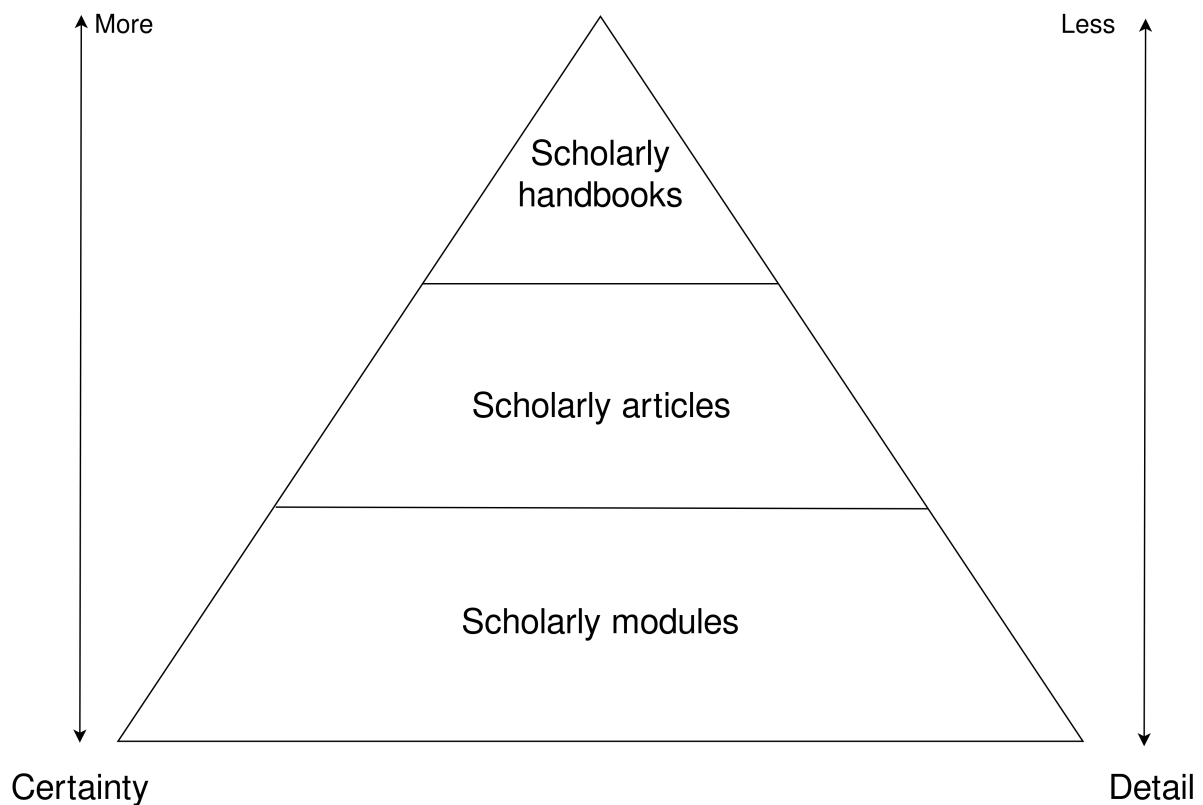 More
Less
Scholarly
handbooks
Scholarly articles
Scholarly modules
Certainty
Detail